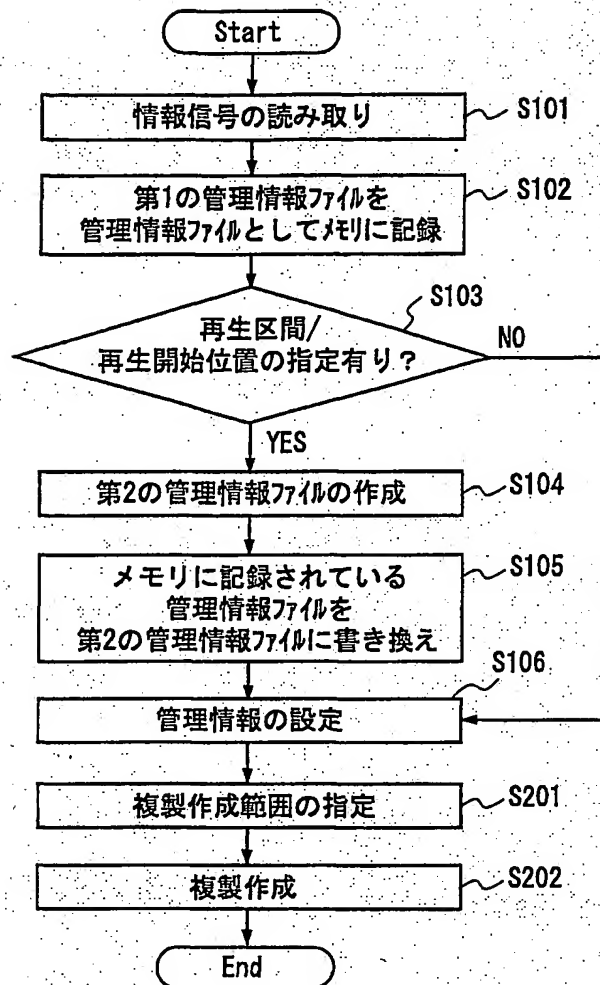 Start
情報信号の読み取り
S101
第1の管理情報ファイルを
管理情報ファイルとしてメモリに記録
S102
S103
再生区間/
再生開始位置の指定有り？
NO
YES
第2の管理情報ファイルの作成
S104
メモリに記録されている
管理情報ファイルを
第2の管理情報ファイルに書き換え
S105
S106
管理情報の設定
複製作成範囲の指定
S201
複製作成
S202
End